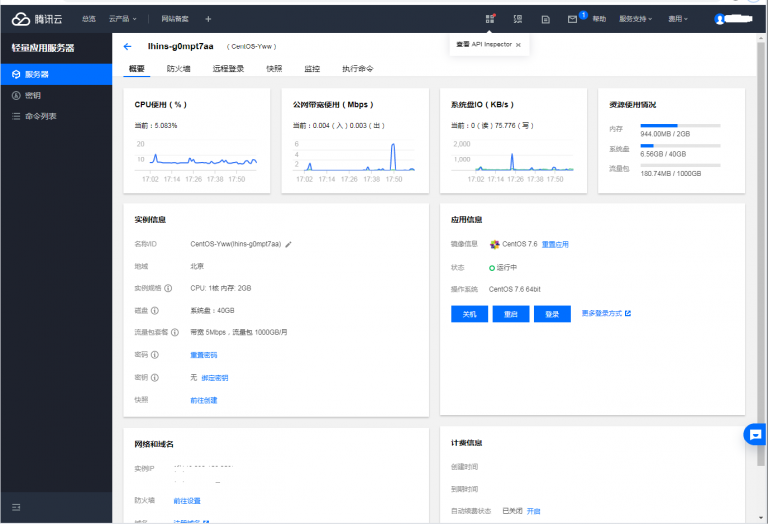 腾讯云 总览 云产品 网站备案 + 1 帮助 服务支持 费用
轻量应用服务器
服务器
密钥
命令列表
lhins-g0mpt7aa ( CentOS-Yww )
查看 API Inspector ×
概要 防火墙 远程登录 快照 监控 执行命令
CPU使用（%）
当前：5.083%
20
10
17:02 17:14 17:26 17:38 17:50
公网带宽使用（Mbps）
当前：0.004（入）0.003（出）
6
4
2
17:02 17:14 17:26 17:38 17:50
系统盘IO（KB/s）
当前：0（读）75.776（写）
2,000
1,000
17:02 17:14 17:26 17:38 17:50
资源使用情况
内存
944.00MB / 2GB
系统盘
6.56GB / 40GB
流量包
180.74MB / 1000GB
实例信息
名称/ID CentOS-Yww(lhins-g0mpt7aa)
地域 北京
实例规格 CPU: 1核 内存: 2GB
磁盘 系统盘：40GB
流量包套餐 带宽 5Mbps，流量包 1000GB/月
密码 重置密码
密钥 无 绑定密钥
快照 前往创建
应用信息
镜像信息 CentOS 7.6 重置应用
状态 运行中
操作系统 CentOS 7.6 64bit
关机 重启 登录 更多登录方式
网络和域名
实例IP
防火墙 前往设置
域名 注册域名
计费信息
创建时间
到期时间
自动续费状态 已关闭 开启